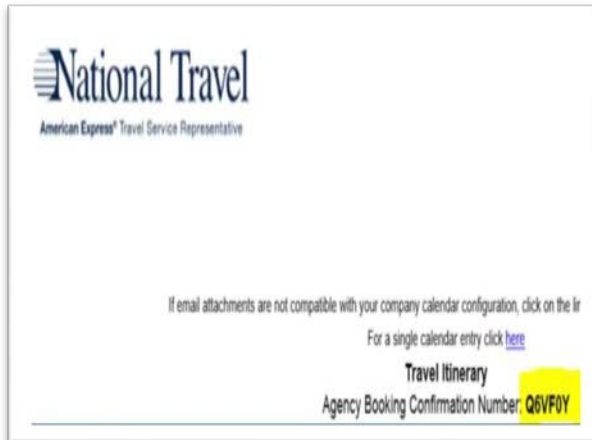 National Travel
American Express® Travel Service Representative
If email attachments are not compatible with your company calendar configuration, click on the
For a single calendar entry click here
Travel Itinerary
Agency Booking Confirmation Number: Q6VF0Y